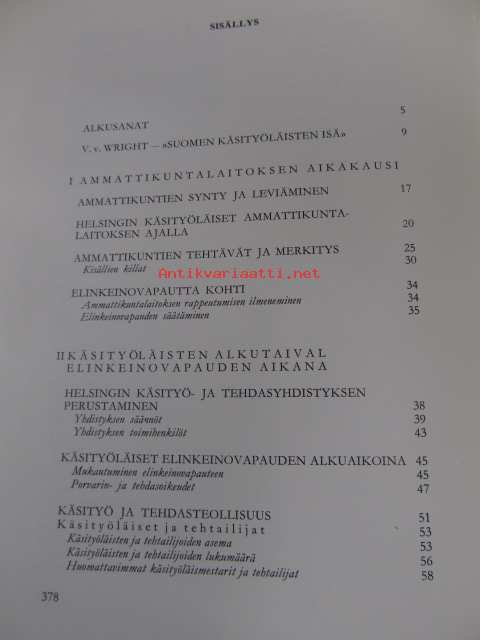 SISÄLLYS
ALKUSANAT 5
V. v. WRIGHT — »SUOMEN KÄSITYÖLÄISTEN ISÄ» 9
I AMMATTIKUNTALAITOKSEN AIKAKAUSI
AMMATTIKUNTIEN SYNTY JA LEVIÄMINEN 17
HELSINGIN KÄSITYÖLÄISET AMMATTIKUNTA-
LAITOKSEN AJALLA 20
AMMATTIKUNTIEN TEHTÄVÄT JA MERKITYS 25
Kisällien killat 30
Antikvariaatti.net
ELINKEINOVAPAUTTA KOHTI 34
Ammattikuntalaitoksen rappeutumisen ilmeneminen 34
Elinkeinovapauden säätäminen 35
II KÄSITYÖLÄISTEN ALKUTAIVAL
ELINKEINOVAPAUDEN AIKANA
HELSINGIN KÄSITYÖ- JA TEHDASYHDISTYKSEN
PERUSTAMINEN 38
Yhdistyksen säännöt 39
Yhdistyksen toimihenkilöt 43
KÄSITYÖLÄISET ELINKEINOVAPAUDEN ALKUAIKOINA 45
Mukautuminen elinkeinovapauteen 45
Porvarin- ja tehdasoikeudet 47
KÄSITYÖ JA TEHDASTEOLLISUUS 51
Käsityöläiset ja tehtailijat 53
Käsityöläisten ja tehtailijoiden asema 53
Käsityöläisten ja tehtailijoiden lukumäärä 56
Huomattavimmat käsityöläismestarit ja tehtailijat 58
378